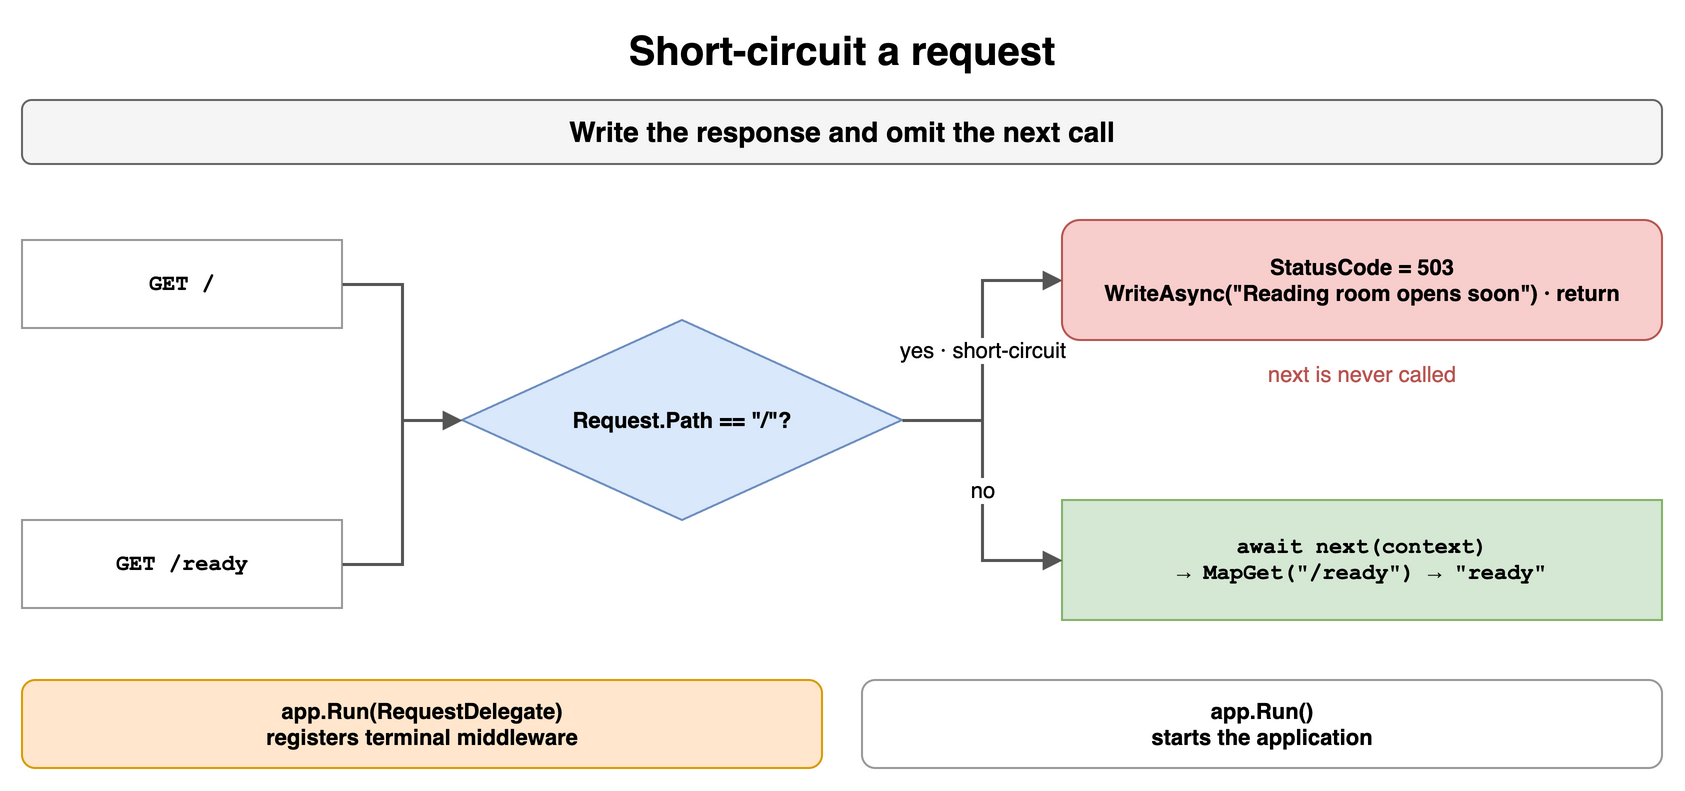 Short-circuit a request
Write the response and omit the next call
GET /
GET /ready
Request.Path == "/"?
yes · short-circuit
no
StatusCode = 503
WriteAsync("Reading room opens soon") · return
next is never called
await next(context)
→ MapGet("/ready") → "ready"
app.Run(RequestDelegate)
registers terminal middleware
app.Run()
starts the application